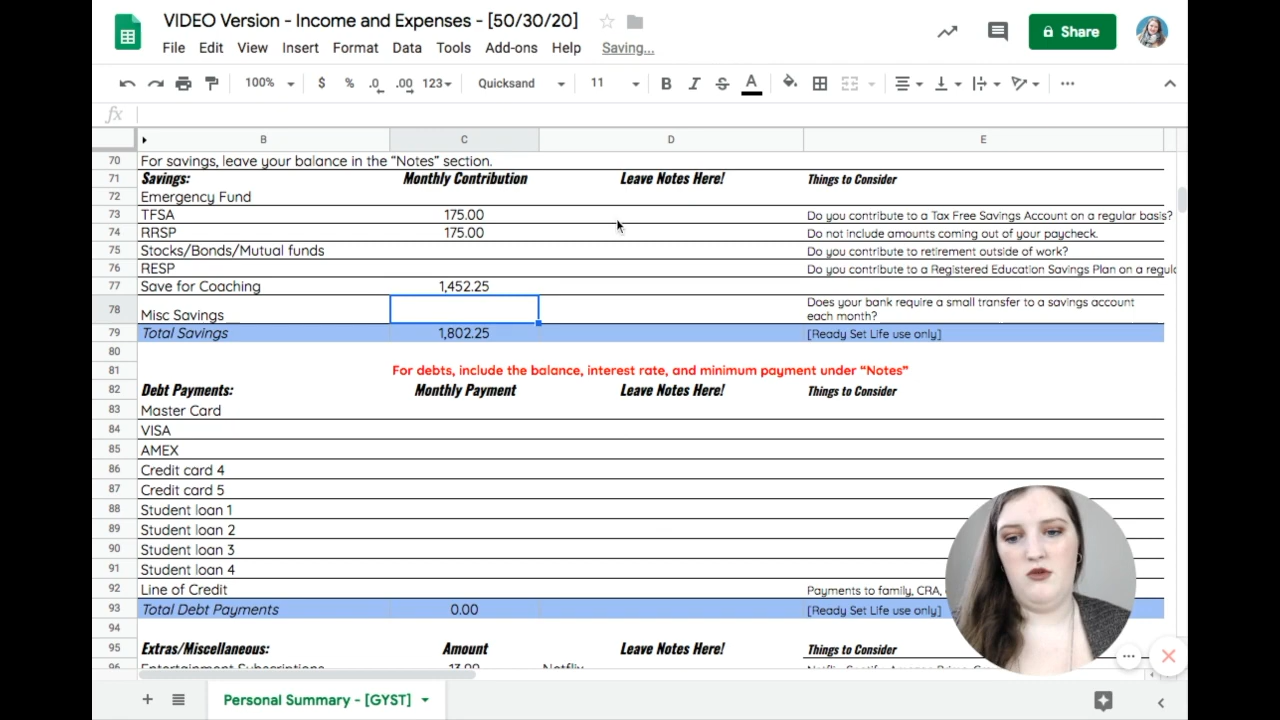 VIDEO Version - Income and Expenses - [50/30/20]
File Edit View Insert Format Data Tools Add-ons Help Saving...
Share
100% $ % .0 .00 123 Quicksand 11 B I S A
fx
B C D E
70 For savings, leave your balance in the “Notes” section.
71 Savings: Monthly Contribution Leave Notes Here! Things to Consider
72 Emergency Fund
73 TFSA 175.00 Do you contribute to a Tax Free Savings Account on a regular basis?
74 RRSP 175.00 Do not include amounts coming out of your paycheck.
75 Stocks/Bonds/Mutual funds Do you contribute to retirement outside of work?
76 RESP Do you contribute to a Registered Education Savings Plan on a regul
77 Save for Coaching 1,452.25
78 Misc Savings Does your bank require a small transfer to a savings account
each month?
79 Total Savings 1,802.25 [Ready Set Life use only]
80
81 For debts, include the balance, interest rate, and minimum payment under “Notes”
82 Debt Payments: Monthly Payment Leave Notes Here! Things to Consider
83 Master Card
84 VISA
85 AMEX
86 Credit card 4
87 Credit card 5
88 Student loan 1
89 Student loan 2
90 Student loan 3
91 Student loan 4
92 Line of Credit Payments to family, CRA,
93 Total Debt Payments 0.00 [Ready Set Life use only]
94
95 Extras/Miscellaneous: Amount Leave Notes Here! Things to Consider
96 Entertainment Subscriptions 13.00 Netflix
Personal Summary - [GYST]